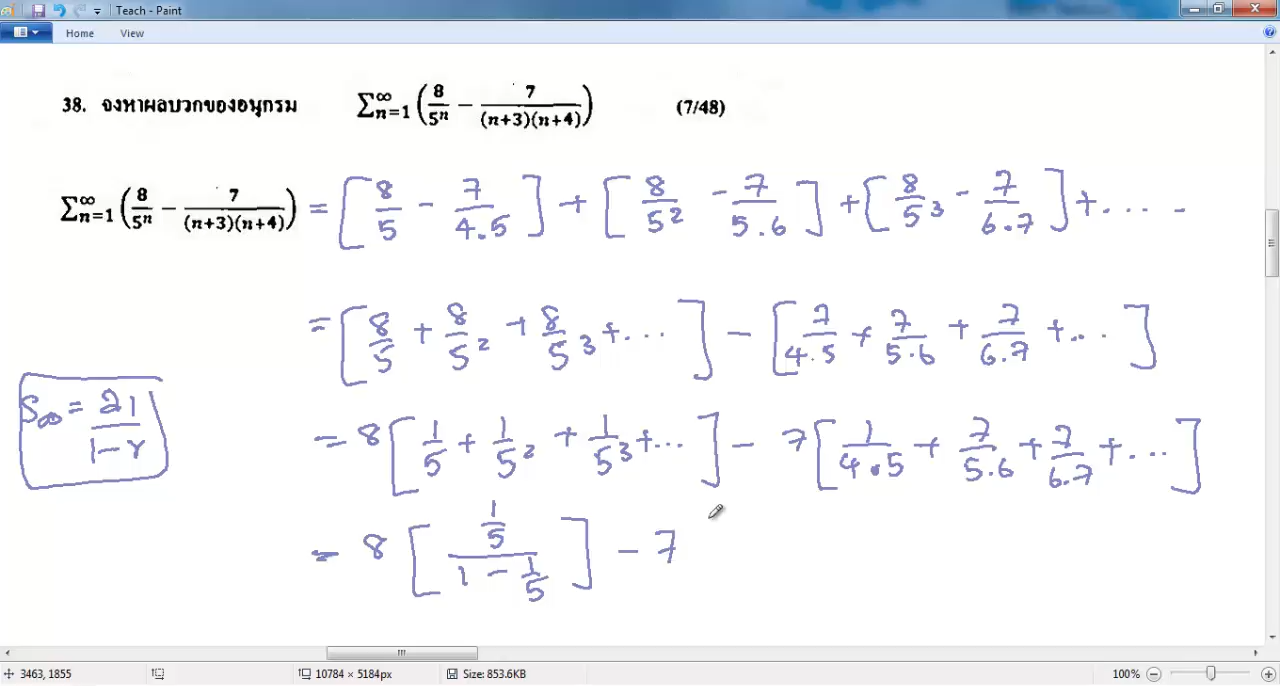 Teach - Paint
Home View
38. จงหาผลบวกของอนุกรม ∑ₙ₌₁^∞ (8/5ⁿ − 7/((n+3)(n+4))) (7/48)
∑ₙ₌₁^∞ (8/5ⁿ − 7/((n+3)(n+4))) = [8/5 − 7/4.5] + [8/5² − 7/5.6] + [8/5³ − 7/6.7] + .... .
= [8/5 + 8/5² + 8/5³ + ...] − [7/4.5 + 7/5.6 + 7/6.7 + ...]
S∞ = a1/(1−r)
= 8[1/5 + 1/5² + 1/5³ + ...] − 7[1/4.5 + 7/5.6 + 7/6.7 + ...]
= 8[(1/5)/(1 − 1/5)] − 7
3463, 1855 10784 × 5184px Size: 853.6KB 100%